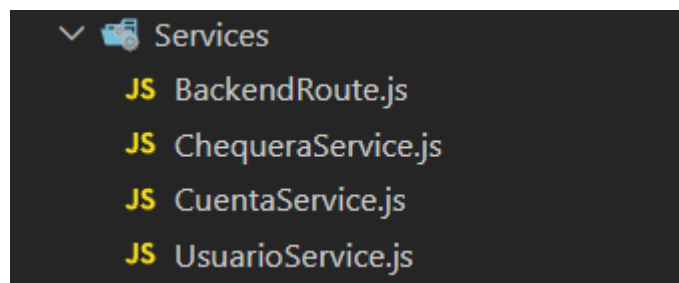 Services
JS BackendRoute.js
JS ChequeraService.js
JS CuentaService.js
JS UsuarioService.js